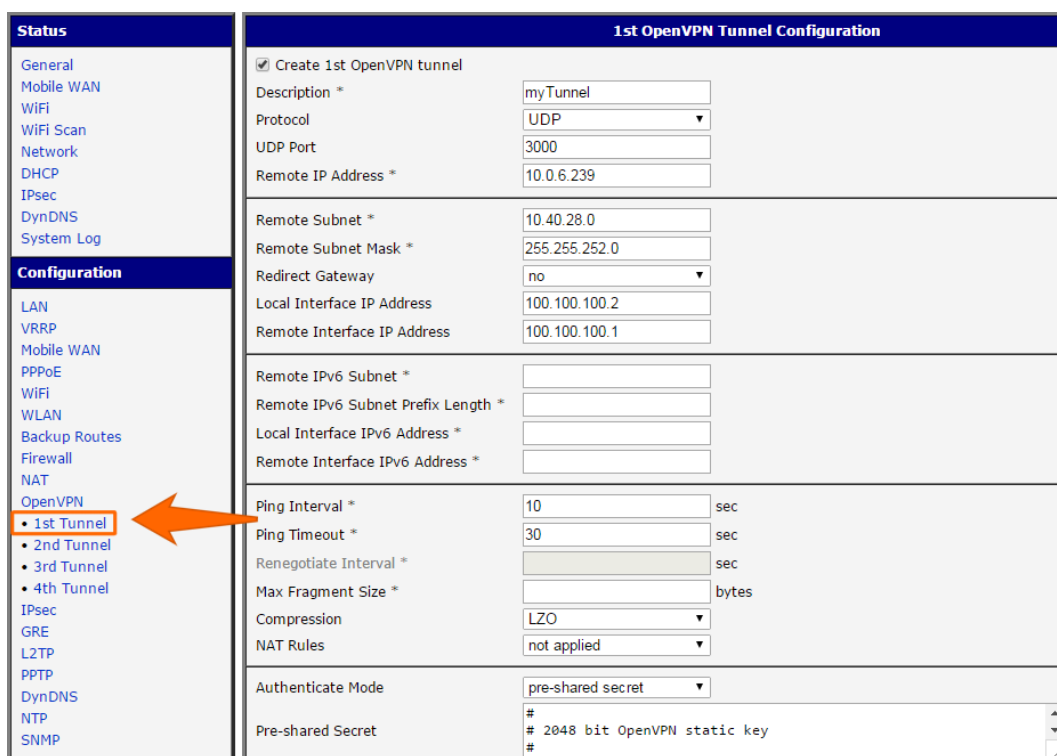 Status
General
Mobile WAN
WiFi
WiFi Scan
Network
DHCP
IPsec
DynDNS
System Log
Configuration
LAN
VRRP
Mobile WAN
PPPoE
WiFi
WLAN
Backup Routes
Firewall
NAT
OpenVPN
• 1st Tunnel
• 2nd Tunnel
• 3rd Tunnel
• 4th Tunnel
IPsec
GRE
L2TP
PPTP
DynDNS
NTP
SNMP
1st OpenVPN Tunnel Configuration
Create 1st OpenVPN tunnel
Description * myTunnel
Protocol UDP
UDP Port 3000
Remote IP Address * 10.0.6.239
Remote Subnet * 10.40.28.0
Remote Subnet Mask * 255.255.252.0
Redirect Gateway no
Local Interface IP Address 100.100.100.2
Remote Interface IP Address 100.100.100.1
Remote IPv6 Subnet *
Remote IPv6 Subnet Prefix Length *
Local Interface IPv6 Address *
Remote Interface IPv6 Address *
Ping Interval * 10 sec
Ping Timeout * 30 sec
Renegotiate Interval * sec
Max Fragment Size * bytes
Compression LZO
NAT Rules not applied
Authenticate Mode pre-shared secret
Pre-shared Secret
#
# 2048 bit OpenVPN static key
#